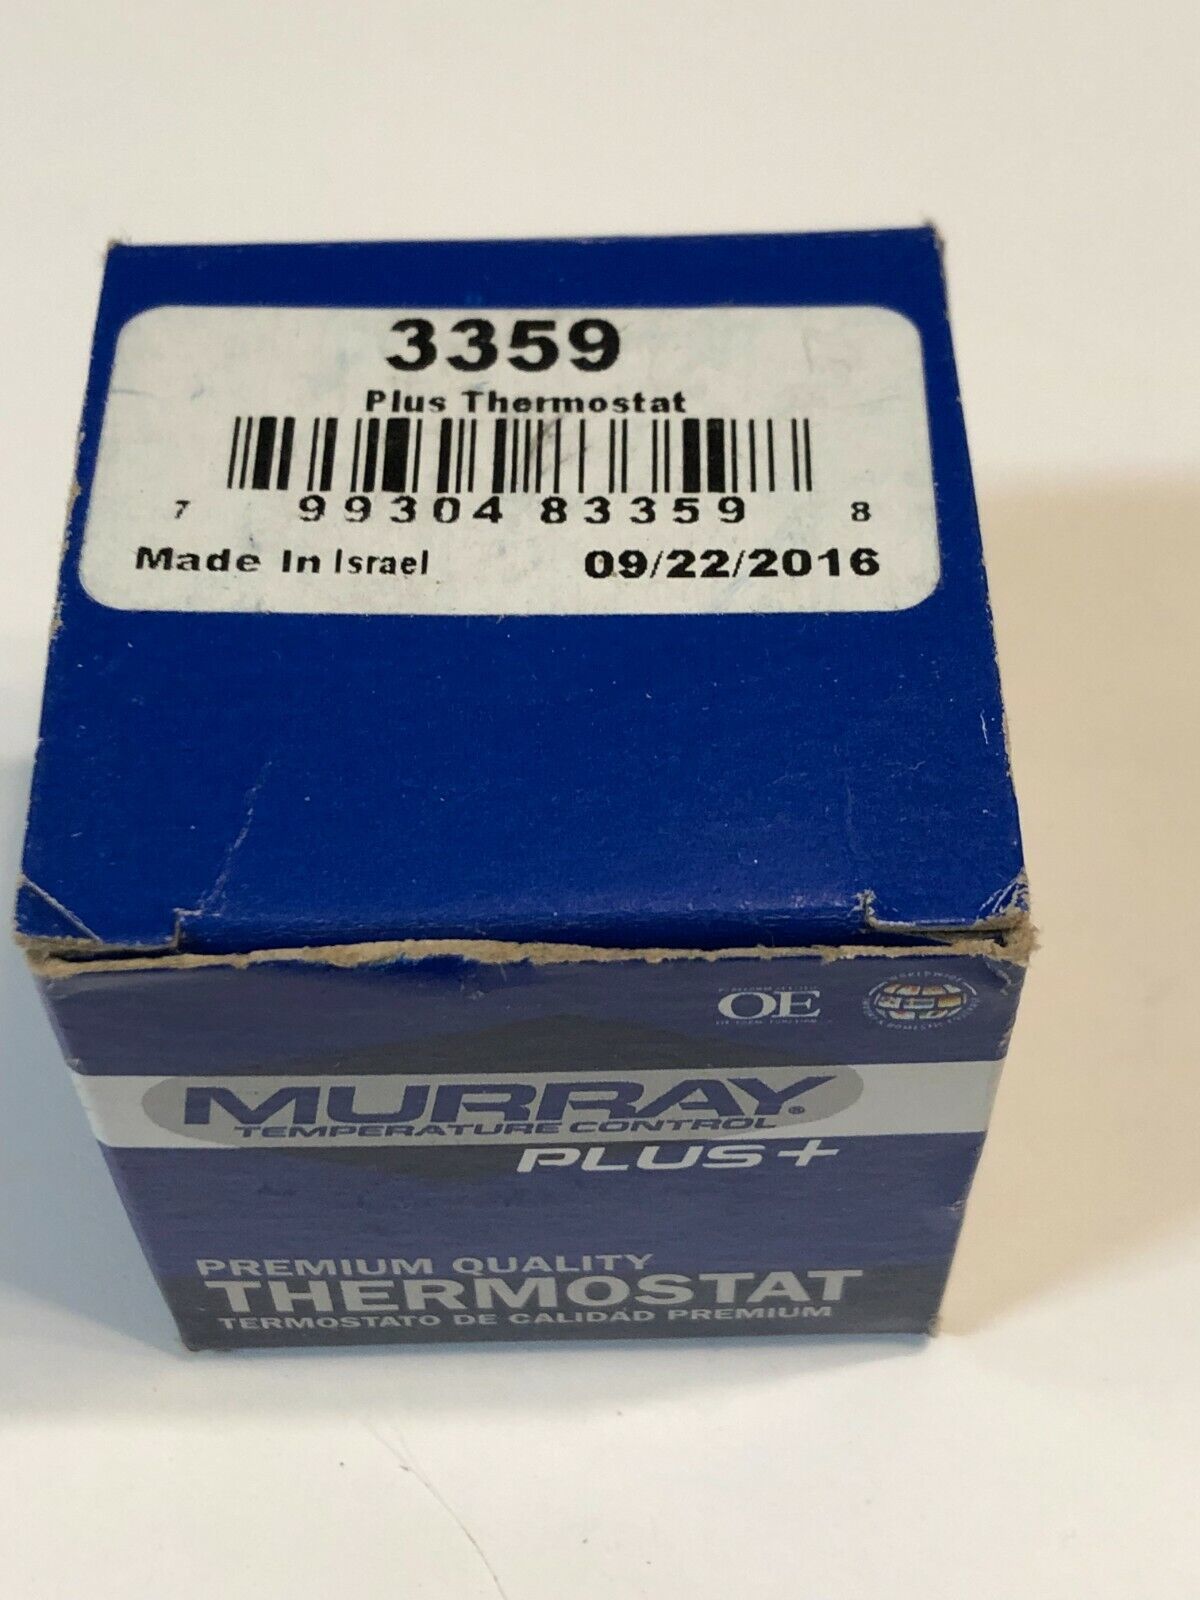 3359
Plus Thermostat
7 99304 83359 8
Made In Israel 09/22/2016
OE
WORLDWIDE
MURRAY®
TEMPERATURE CONTROL
PLUS+
PREMIUM QUALITY
THERMOSTAT
TERMOSTATO DE CALIDAD PREMIUM